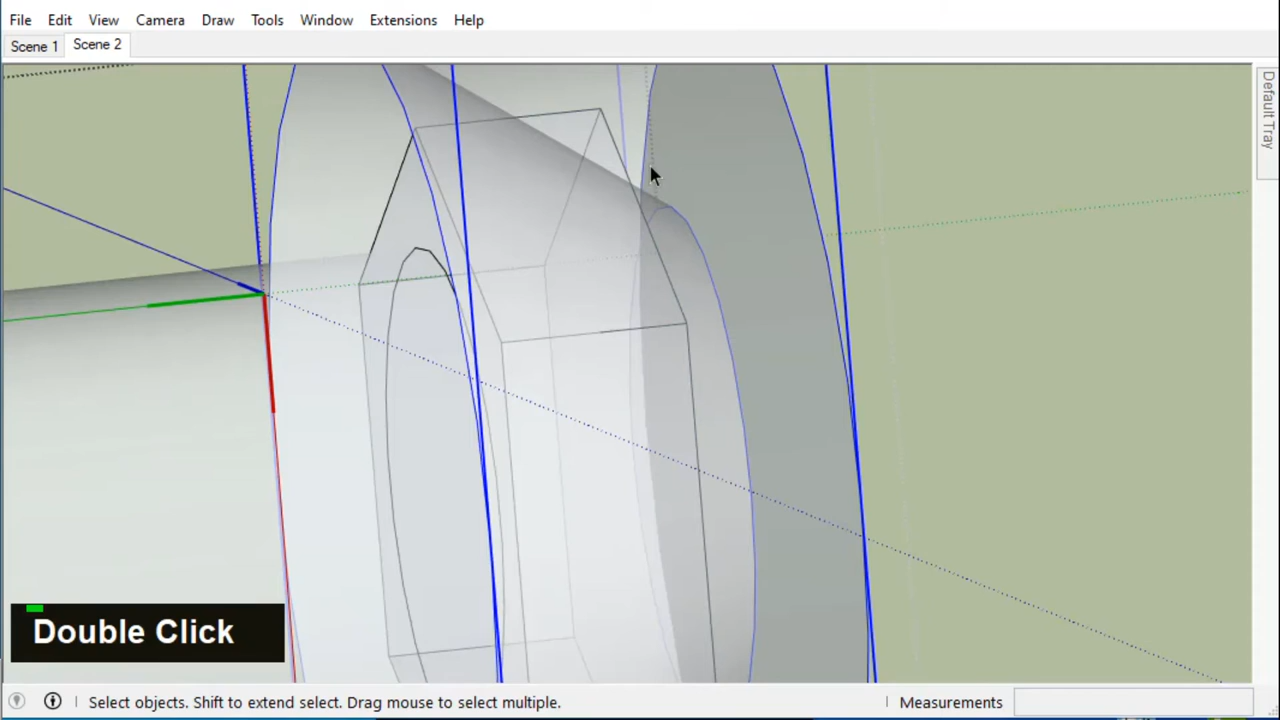 File Edit View Camera Draw Tools Window Extensions Help
Scene 1 Scene 2
Default Tray
Double Click
Select objects. Shift to extend select. Drag mouse to select multiple. Measurements